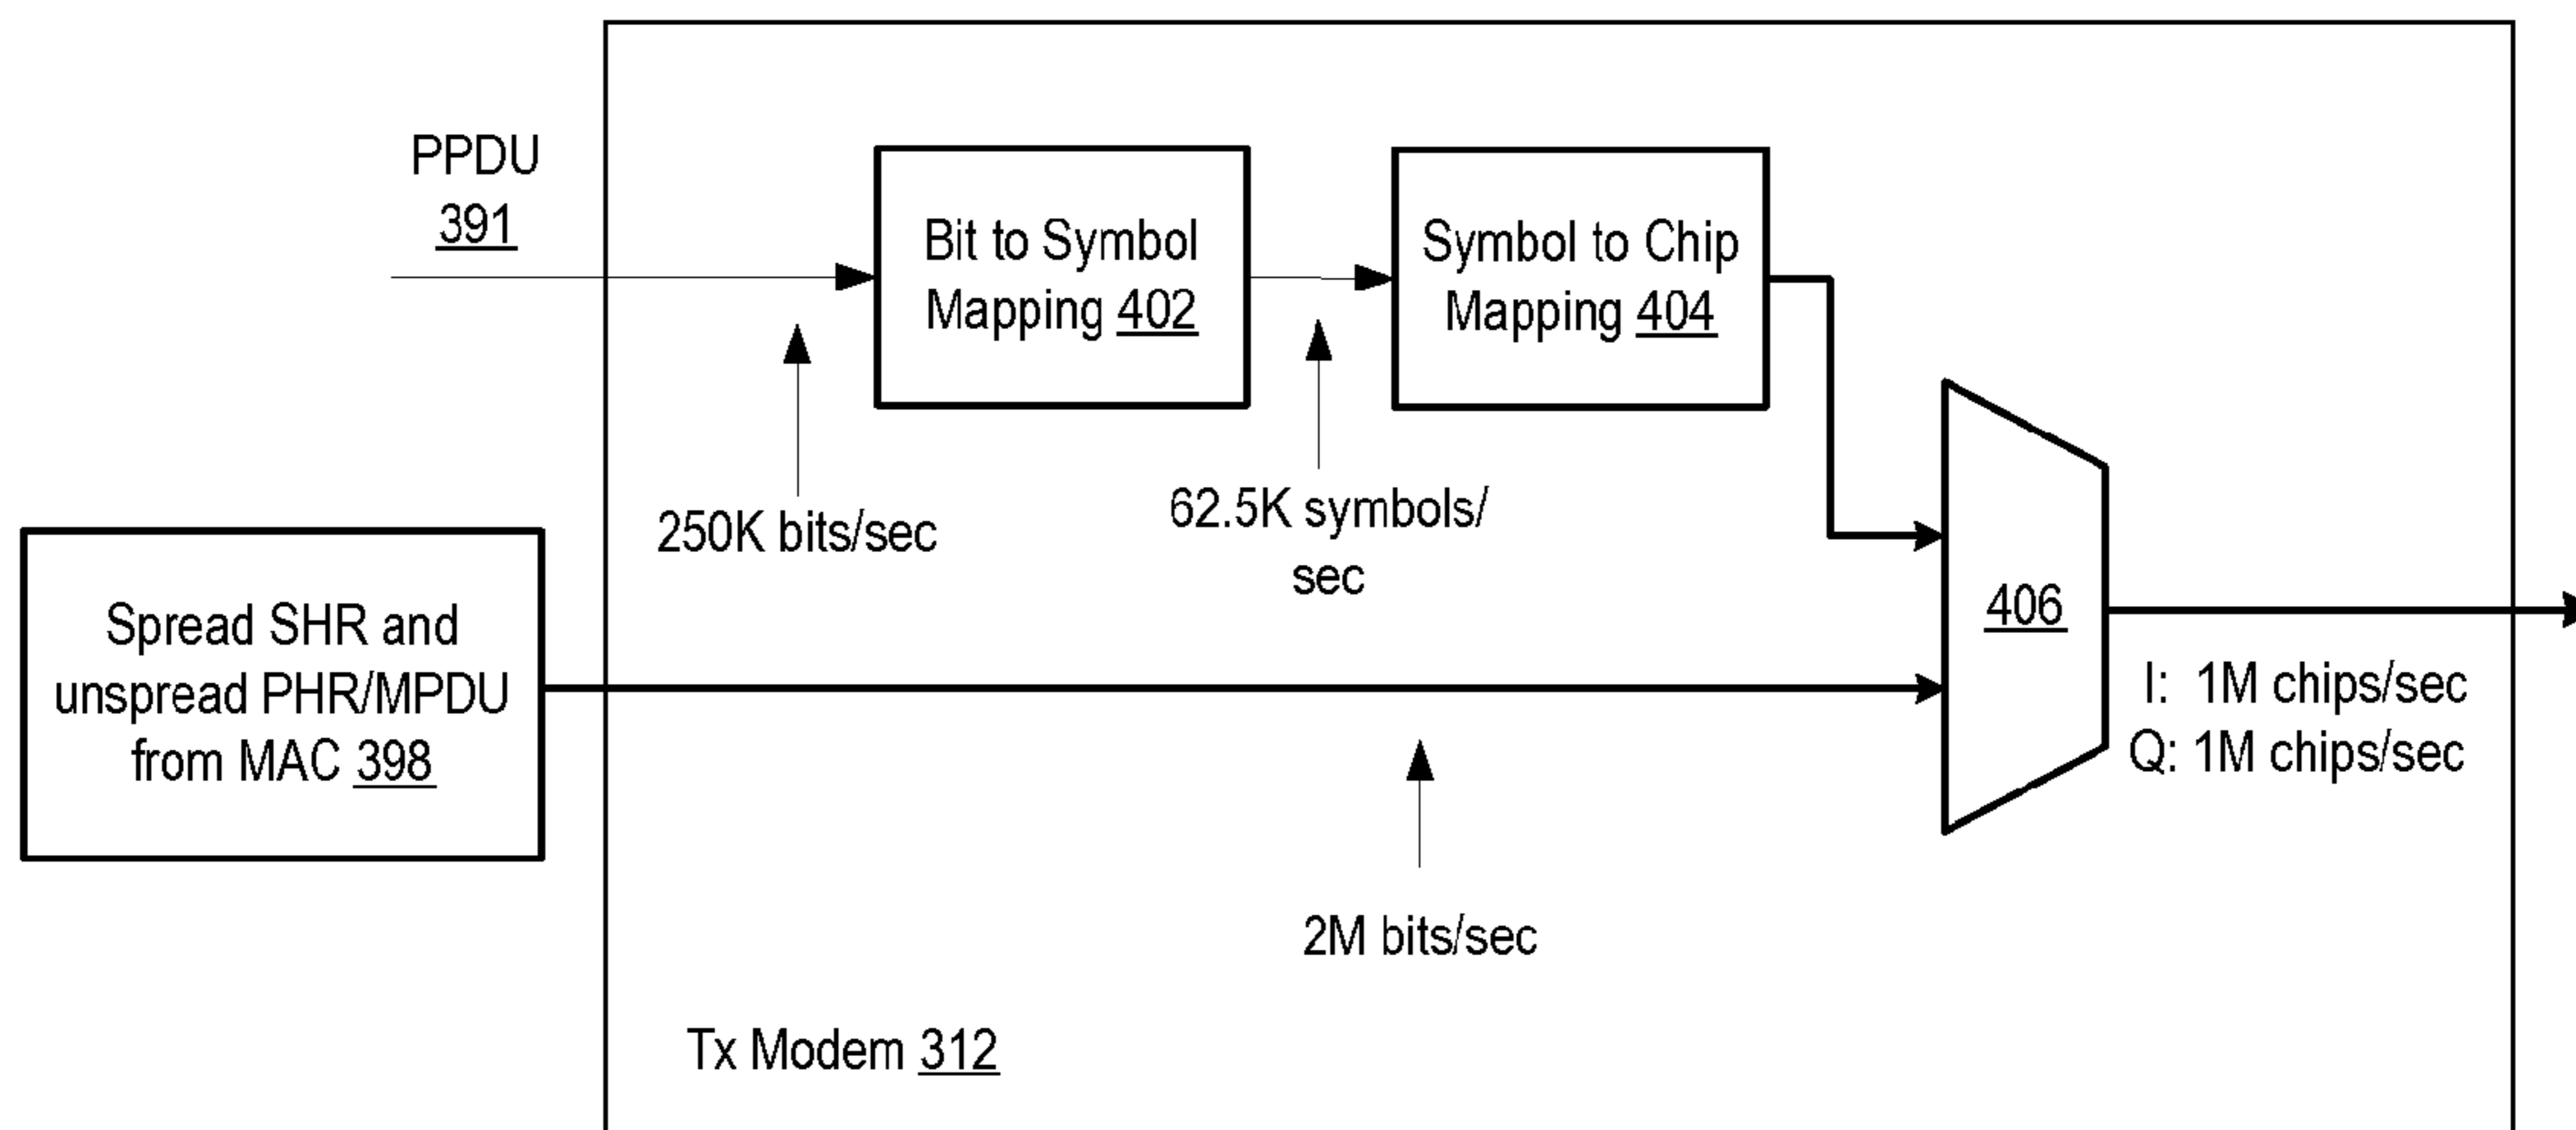 PPDU
391
Bit to Symbol
Mapping 402
Symbol to Chip
Mapping 404
250K bits/sec
62.5K symbols/
sec
Spread SHR and
unspread PHR/MPDU
from MAC 398
406
I: 1M chips/sec
Q: 1M chips/sec
2M bits/sec
Tx Modem 312